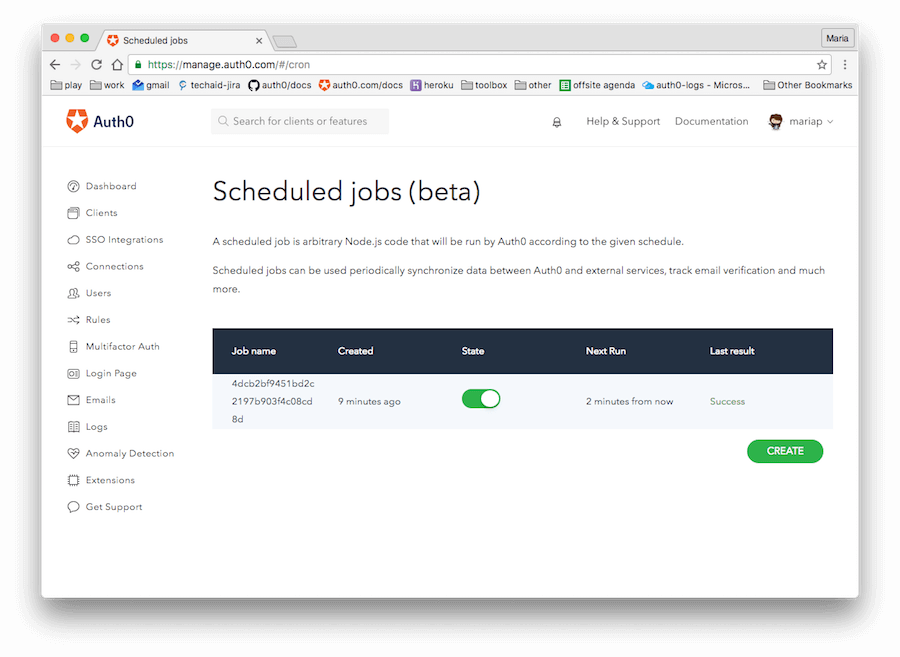 Scheduled jobs
Maria
https://manage.auth0.com/#/cron
play work gmail techaid-jira auth0/docs auth0.com/docs heroku toolbox other offsite agenda auth0-logs - Micros... Other Bookmarks
Auth0 Search for clients or features Help & Support Documentation mariap
Dashboard
Clients
SSO Integrations
Connections
Users
Rules
Multifactor Auth
Login Page
Emails
Logs
Anomaly Detection
Extensions
Get Support
Scheduled jobs (beta)
A scheduled job is arbitrary Node.js code that will be run by Auth0 according to the given schedule.
Scheduled jobs can be used periodically synchronize data between Auth0 and external services, track email verification and much
more.
Job name Created State Next Run Last result
4dcb2bf9451bd2c
2197b903f4c08cd 9 minutes ago 2 minutes from now Success
8d
CREATE